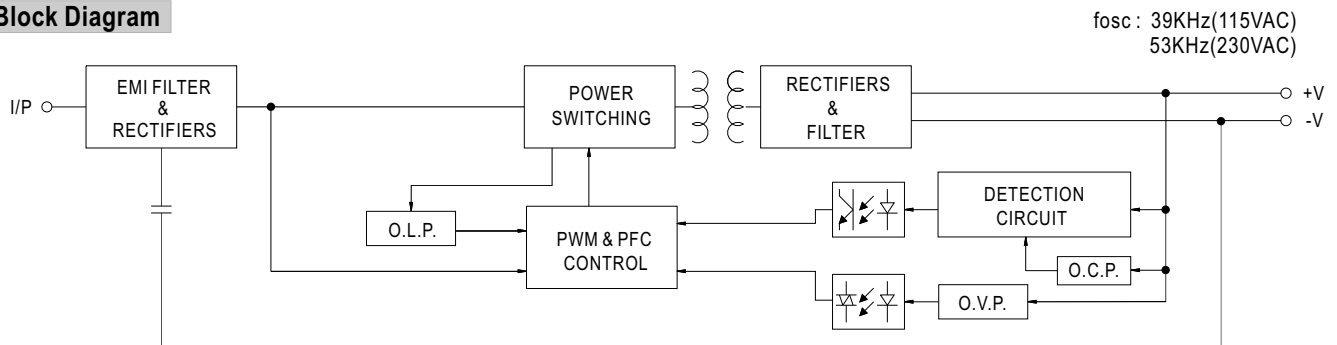 Block Diagram
fosc : 39KHz(115VAC)
53KHz(230VAC)
I/P
EMI FILTER
&
RECTIFIERS
POWER
SWITCHING
RECTIFIERS
&
FILTER
+V
-V
O.L.P.
PWM & PFC
CONTROL
DETECTION
CIRCUIT
O.C.P.
O.V.P.